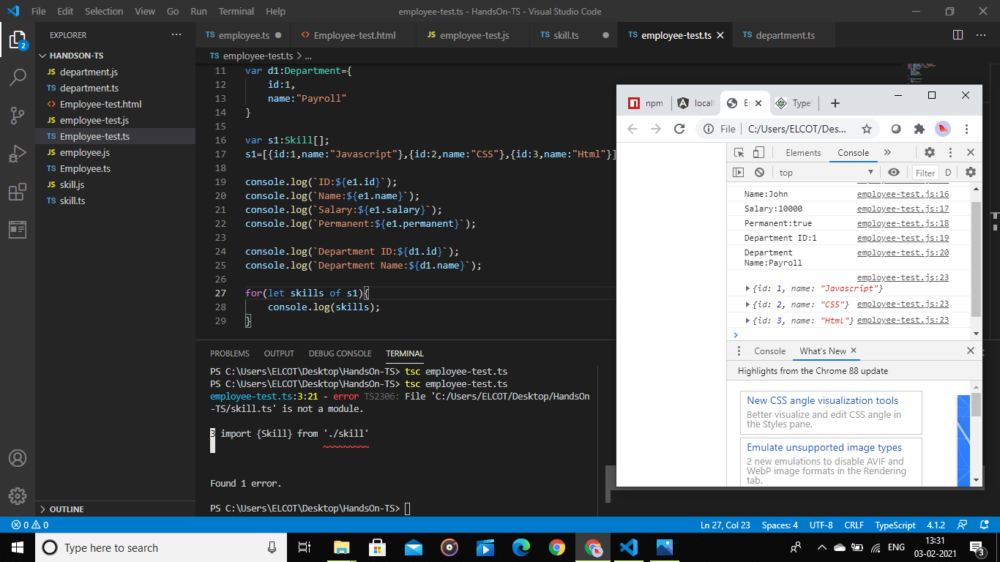 File Edit Selection View Go Run Terminal Help employee-test.ts - HandsOn-TS - Visual Studio Code
EXPLORER ...
HANDSON-TS
JS department.js
TS department.ts
<> Employee-test.html
JS employee-test.js
TS Employee-test.ts
JS employee.js
TS Employee.ts
JS skill.js
TS skill.ts
OUTLINE
2
TS employee.ts
<> Employee-test.html
JS employee-test.js
TS skill.ts
TS employee-test.ts
TS department.ts
TS employee-test.ts > ...
11 var d1:Department={
12 id:1,
13 name:"Payroll"
14 }
15
16 var s1:Skill[];
17 s1=[{id:1,name:"Javascript"},{id:2,name:"CSS"},{id:3,name:"Html"}]
18
19 console.log(`ID:${e1.id}`);
20 console.log(`Name:${e1.name}`);
21 console.log(`Salary:${e1.salary}`);
22 console.log(`Permanent:${e1.permanent}`);
23
24 console.log(`Department ID:${d1.id}`);
25 console.log(`Department Name:${d1.name}`);
26
27 for(let skills of s1){
28 console.log(skills);
29 }
PROBLEMS OUTPUT DEBUG CONSOLE TERMINAL
PS C:\Users\ELCOT\Desktop\HandsOn-TS> tsc employee-test.ts
PS C:\Users\ELCOT\Desktop\HandsOn-TS> tsc employee-test.ts
employee-test.ts:3:21 - error TS2306: File 'C:/Users/ELCOT/Desktop/HandsOn
-TS/skill.ts' is not a module.
3 import {Skill} from './skill'
~~~~~~~~~
Found 1 error.
PS C:\Users\ELCOT\Desktop\HandsOn-TS>
npm
locali
E
Type
File C:/Users/ELCOT/Des...
Elements Console »
top Filter D
Name:John employee-test.js:16
Salary:10000 employee-test.js:17
Permanent:true employee-test.js:18
Department ID:1 employee-test.js:19
Department employee-test.js:20
Name:Payroll
employee-test.js:23
{id: 1, name: "Javascript"}
{id: 2, name: "CSS"} employee-test.js:23
{id: 3, name: "Html"} employee-test.js:23
Console What's New
Highlights from the Chrome 88 update
New CSS angle visualization tools
Better visualize and edit CSS angle in
the Styles pane.
Emulate unsupported image types
2 new emulations to disable AVIF and
WebP image formats in the Rendering
tab.
0 0 Ln 27, Col 23 Spaces: 4 UTF-8 CRLF TypeScript 4.1.2
Type here to search
ENG
13:31
03-02-2021
3